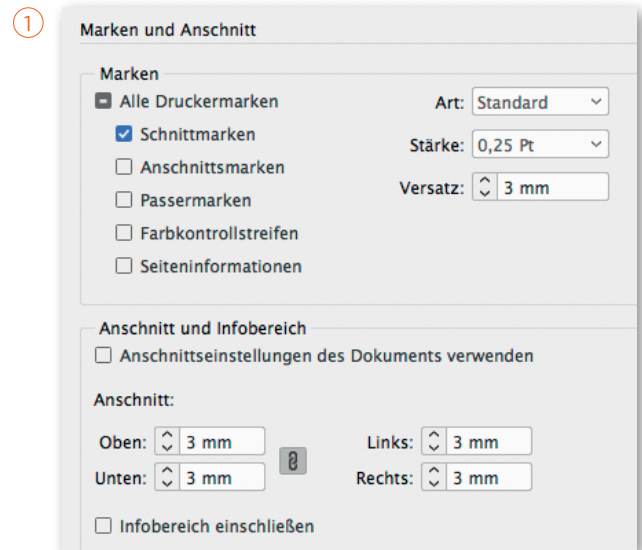 1
Marken und Anschnitt
Marken
Alle Druckermarken
Art: Standard
Schnittmarken
Stärke: 0,25 Pt
Anschnittsmarken
Versatz: 3 mm
Passermarken
Farbkontrollstreifen
Seiteninformationen
Anschnitt und Infobereich
Anschnittseinstellungen des Dokuments verwenden
Anschnitt:
Oben: 3 mm
Links: 3 mm
Unten: 3 mm
Rechts: 3 mm
Infobereich einschließen